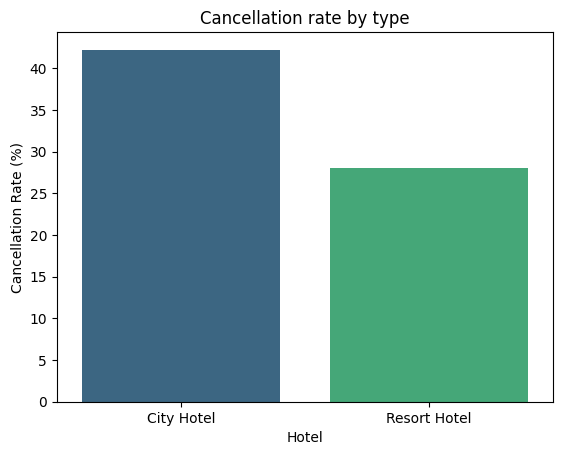 Cancellation rate by type
Cancellation Rate (%)
40
35
30
25
20
15
10
5
0
City Hotel
Resort Hotel
Hotel